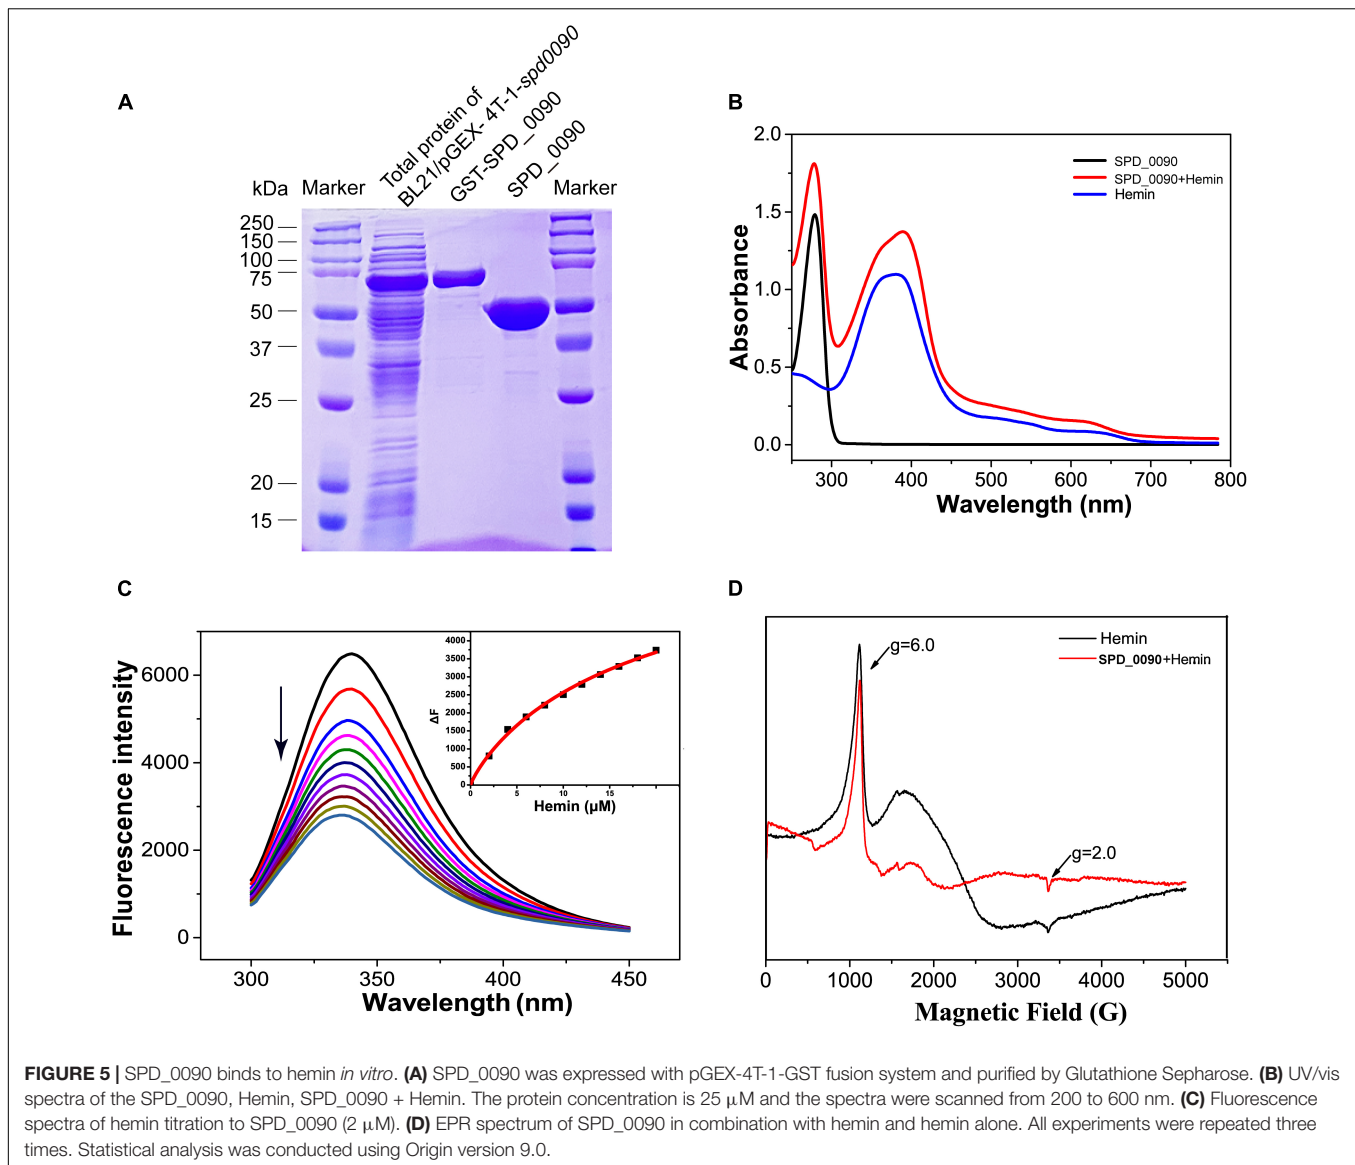 A
Total protein of
BL21/pGEX- 4T-1-spd0090
GST-SPD_0090
SPD_0090
kDa Marker Marker
250
150
100
75
50
37
25
20
15
B
2.0
1.5
1.0
0.5
0.0
Absorbance
SPD_0090
SPD_0090+Hemin
Hemin
300 400 500 600 700 800
Wavelength (nm)
C
6000
4000
2000
0
Fluorescence intensity
4000
3500
3000
2500
2000
1500
1000
500
0
ΔF
0 5 10 15
Hemin (μM)
300 350 400 450
Wavelength (nm)
D
g=6.0
Hemin
SPD_0090+Hemin
g=2.0
0 1000 2000 3000 4000 5000
Magnetic Field (G)
FIGURE 5 | SPD_0090 binds to hemin in vitro. (A) SPD_0090 was expressed with pGEX-4T-1-GST fusion system and purified by Glutathione Sepharose. (B) UV/vis
spectra of the SPD_0090, Hemin, SPD_0090 + Hemin. The protein concentration is 25 μM and the spectra were scanned from 200 to 600 nm. (C) Fluorescence
spectra of hemin titration to SPD_0090 (2 μM). (D) EPR spectrum of SPD_0090 in combination with hemin and hemin alone. All experiments were repeated three
times. Statistical analysis was conducted using Origin version 9.0.